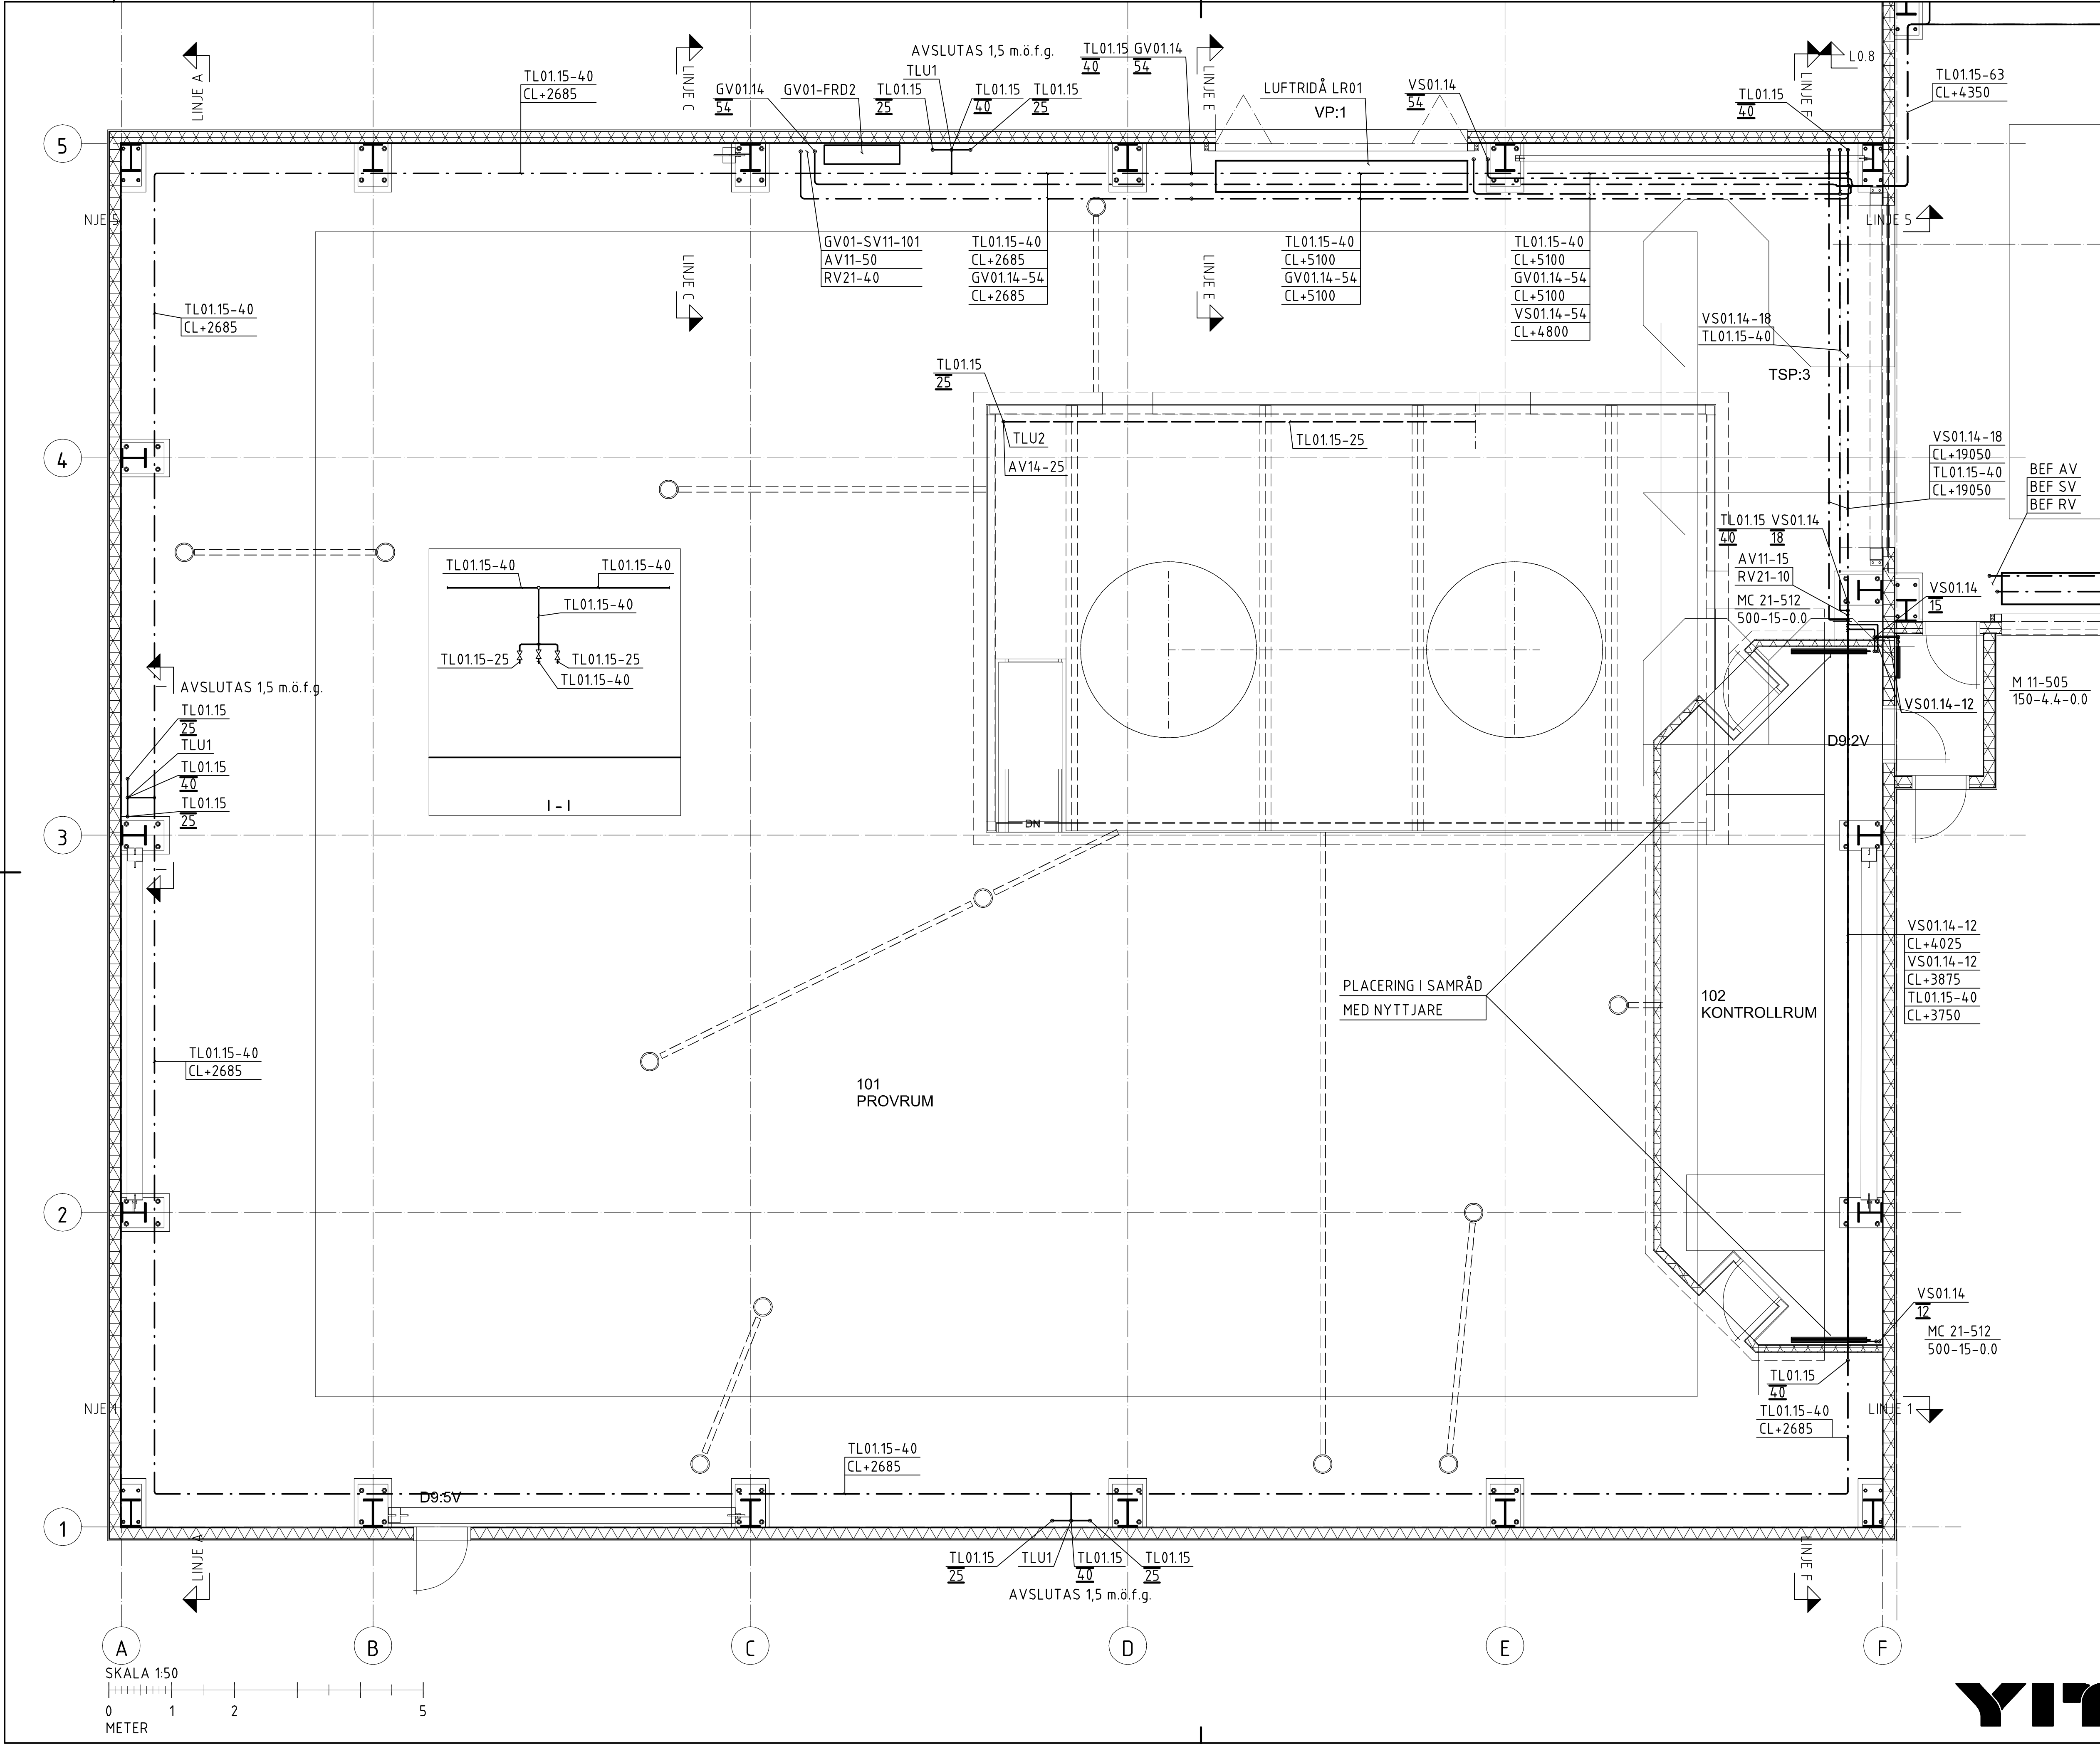 AVSLUTAS 1,5 m.ö.f.g.
TLU1
TL01.15 GV01.14
40 54
LINJE A
LINJE C
LINJE E
LINJE F
L0.8
TL01.15-40
CL+2685
GV01.14
54
GV01-FRD2
TL01.15
25
TL01.15
40
TL01.15
25
LUFTRIDÅ LR01
VP:1
VS01.14
54
TL01.15
40
TL01.15-63
CL+4350
5
NJE 5
LINJE 5
LINJE C
LINJE E
GV01-SV11-101
AV11-50
RV21-40
TL01.15-40
CL+2685
GV01.14-54
CL+2685
TL01.15-40
CL+5100
GV01.14-54
CL+5100
TL01.15-40
CL+5100
GV01.14-54
CL+5100
VS01.14-54
CL+4800
TL01.15-40
CL+2685
VS01.14-18
TL01.15-40
TSP:3
TL01.15
25
TLU2
AV14-25
TL01.15-25
4
VS01.14-18
CL+19050
TL01.15-40
CL+19050
BEF AV
BEF SV
BEF RV
TL01.15 VS01.14
40 18
AV11-15
RV21-10
MC 21-512
500-15-0.0
VS01.14
15
TL01.15-40
TL01.15-40
TL01.15-40
TL01.15-25
TL01.15-25
TL01.15-40
I - I
I
AVSLUTAS 1,5 m.ö.f.g.
TL01.15
25
TLU1
TL01.15
40
TL01.15
25
M 11-505
150-4.4-0.0
VS01.14-12
D9:2V
DN
3
I
VS01.14-12
CL+4025
VS01.14-12
CL+3875
TL01.15-40
CL+3750
PLACERING I SAMRÅD
MED NYTTJARE
102
KONTROLLRUM
TL01.15-40
CL+2685
101
PROVRUM
2
VS01.14
12
MC 21-512
500-15-0.0
TL01.15
40
TL01.15-40
CL+2685
NJE 1
LINJE 1
TL01.15-40
CL+2685
D9:5V
1
LINJE A
TL01.15
25
TLU1
TL01.15
40
TL01.15
25
AVSLUTAS 1,5 m.ö.f.g.
LINJE F
A
B
C
D
E
F
SKALA 1:50
0 1 2 5
METER
YIT